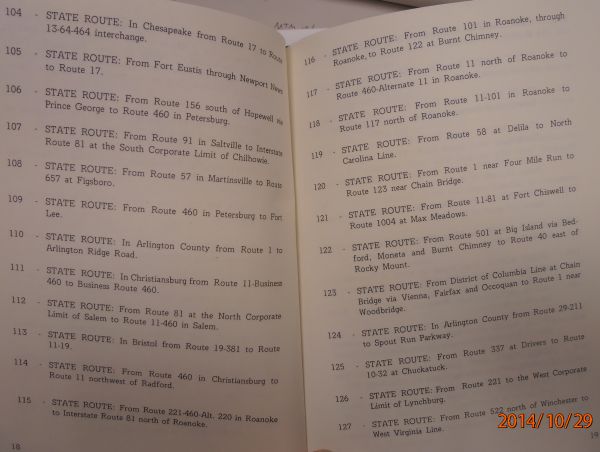 104 - STATE ROUTE: In Chesapeake from Route 17 to Route
13-64-464 interchange.
105 - STATE ROUTE: From Fort Eustis through Newport News
to Route 17.
106 - STATE ROUTE: From Route 156 south of Hopewell via
Prince George to Route 460 in Petersburg.
107 - STATE ROUTE: From Route 91 in Saltville to Interstate
Route 81 at the South Corporate Limit of Chilhowie.
108 - STATE ROUTE: From Route 57 in Martinsville to Route
657 at Figsboro.
109 - STATE ROUTE: From Route 460 in Petersburg to Fort
Lee.
110 - STATE ROUTE: In Arlington County from Route 1 to
Arlington Ridge Road.
111 - STATE ROUTE: In Christiansburg from Route 11-Business
460 to Business Route 460.
112 - STATE ROUTE: From Route 81 at the North Corporate
Limit of Salem to Route 11-460 in Salem.
113 - STATE ROUTE: In Bristol from Route 19-381 to Route
11-19.
114 - STATE ROUTE: From Route 460 in Christiansburg to
Route 11 northwest of Radford.
115 - STATE ROUTE: From Route 221-460-Alt. 220 in Roanoke
to Interstate Route 81 north of Roanoke.
18
116 - STATE ROUTE: From Route 101 in Roanoke, through
Roanoke, to Route 122 at Burnt Chimney.
117 - STATE ROUTE: From Route 11 north of Roanoke to
Route 460-Alternate 11 in Roanoke.
118 - STATE ROUTE: From Route 11-101 in Roanoke to
Route 117 north of Roanoke.
119 - STATE ROUTE: From Route 58 at Delila to North
Carolina Line.
120 - STATE ROUTE: From Route 1 near Four Mile Run to
Route 123 near Chain Bridge.
121 - STATE ROUTE: From Route 11-81 at Fort Chiswell to
Route 1004 at Max Meadows.
122 - STATE ROUTE: From Route 501 at Big Island via Bed-
ford, Moneta and Burnt Chimney to Route 40 east of
Rocky Mount.
123 - STATE ROUTE: From District of Columbia Line at Chain
Bridge via Vienna, Fairfax and Occoquan to Route 1 near
Woodbridge.
124 - STATE ROUTE: In Arlington County from Route 29-211
to Spout Run Parkway.
125 - STATE ROUTE: From Route 337 at Drivers to Route
10-32 at Chuckatuck.
126 - STATE ROUTE: From Route 221 to the West Corporate
Limit of Lynchburg.
127 - STATE ROUTE: From Route 522 north of Winchester to
West Virginia Line.
19
2014/10/29